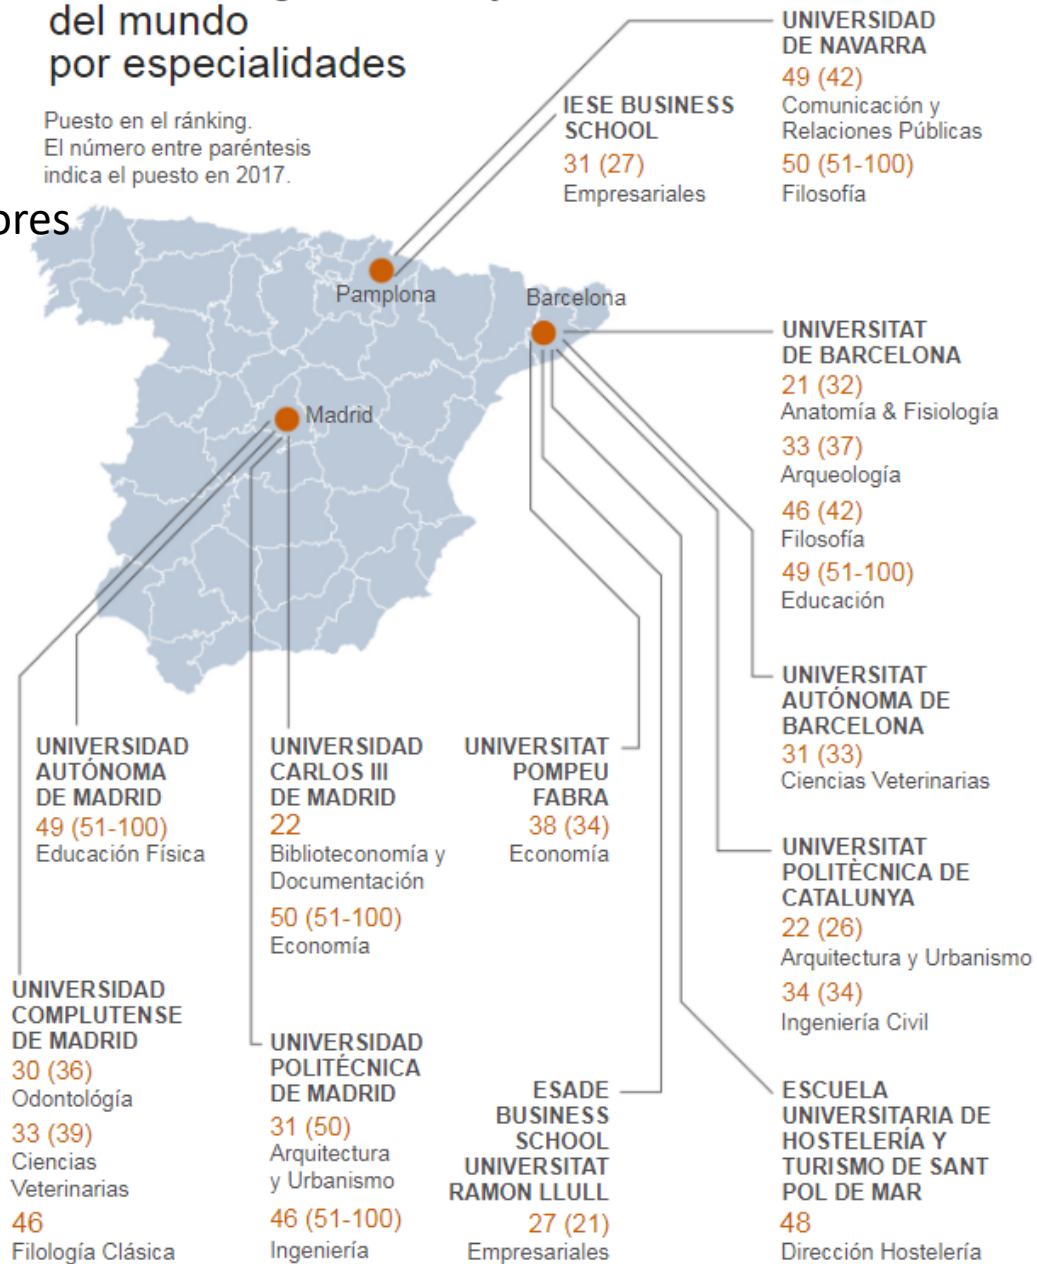 del mundo
por especialidades
Puesto en el ránking.
El número entre paréntesis
indica el puesto en 2017.
UNIVERSIDAD
DE NAVARRA
49 (42)
Comunicación y
Relaciones Públicas
50 (51-100)
Filosofía
IESE BUSINESS
SCHOOL
31 (27)
Empresariales
Pamplona
Barcelona
Madrid
UNIVERSITAT
DE BARCELONA
21 (32)
Anatomía & Fisiología
33 (37)
Arqueología
46 (42)
Filosofía
49 (51-100)
Educación
UNIVERSITAT
AUTÓNOMA DE
BARCELONA
31 (33)
Ciencias Veterinarias
UNIVERSIDAD
AUTÓNOMA
DE MADRID
49 (51-100)
Educación Física
UNIVERSIDAD
CARLOS III
DE MADRID
22
Biblioteconomía y
Documentación
50 (51-100)
Economía
UNIVERSITAT
POMPEU
FABRA
38 (34)
Economía
UNIVERSITAT
POLITÈCNICA DE
CATALUNYA
22 (26)
Arquitectura y Urbanismo
34 (34)
Ingeniería Civil
UNIVERSIDAD
COMPLUTENSE
DE MADRID
30 (36)
Odontológía
33 (39)
Ciencias
Veterinarias
46
Filología Clásica
UNIVERSIDAD
POLITÉCNICA
DE MADRID
31 (50)
Arquitectura
y Urbanismo
46 (51-100)
Ingeniería
ESADE
BUSINESS
SCHOOL
UNIVERSITAT
RAMON LLULL
27 (21)
Empresariales
ESCUELA
UNIVERSITARIA DE
HOSTELERÍA Y
TURISMO DE SANT
POL DE MAR
48
Dirección Hostelería